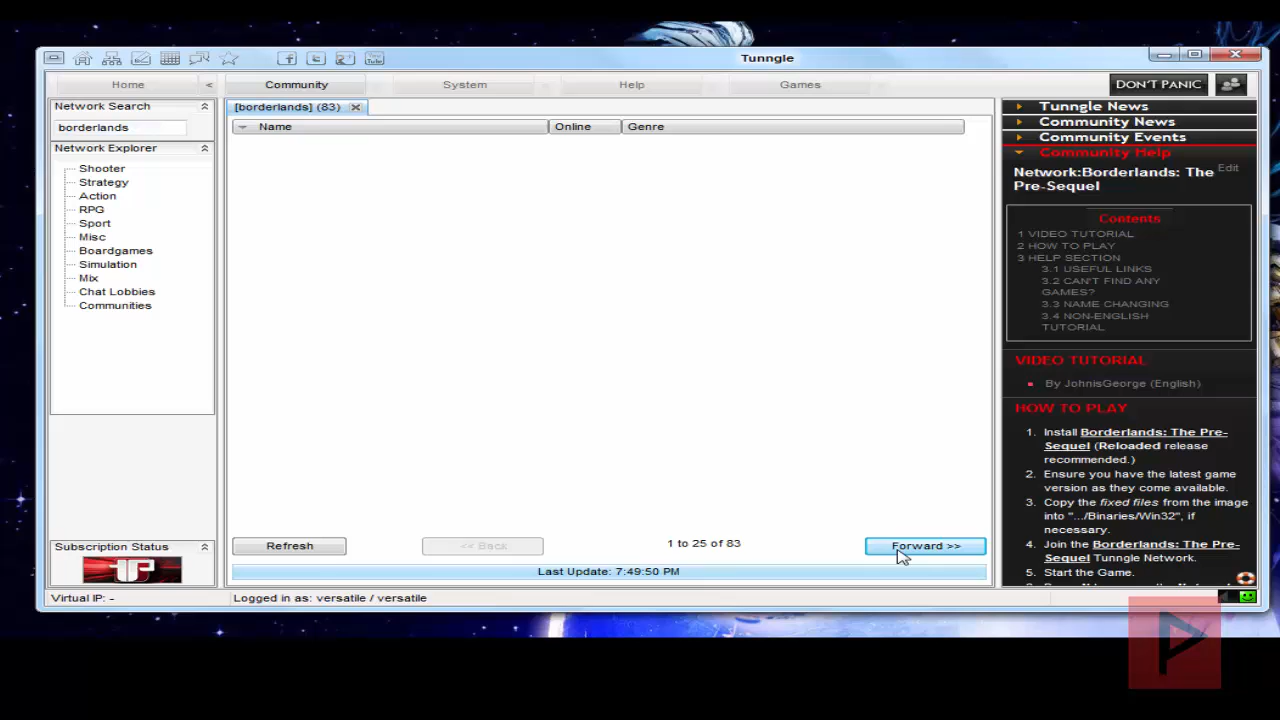 Tunngle
Home
<
Community
System
Help
Games
DON'T PANIC
Network Search
borderlands
Network Explorer
Shooter
Strategy
Action
RPG
Sport
Misc
Boardgames
Simulation
Mix
Chat Lobbies
Communities
Subscription Status
[borderlands] (83)
Name
Online
Genre
Refresh
<< Back
1 to 25 of 83
Forward >>
Last Update: 7:49:50 PM
Tunngle News
Community News
Community Events
Community Help
Edit
Network:Borderlands: The
Pre-Sequel
Contents
1 VIDEO TUTORIAL
2 HOW TO PLAY
3 HELP SECTION
3.1 USEFUL LINKS
3.2 CAN'T FIND ANY
GAMES?
3.3 NAME CHANGING
3.4 NON-ENGLISH
TUTORIAL
VIDEO TUTORIAL
By JohnisGeorge (English)
HOW TO PLAY
1. Install Borderlands: The Pre-
Sequel (Reloaded release
recommended.)
2. Ensure you have the latest game
version as they come available.
3. Copy the fixed files from the image
into ".../Binaries/Win32", if
necessary.
4. Join the Borderlands: The Pre-
Sequel Tunngle Network.
5. Start the Game.
Virtual IP: -
Logged in as: versatile / versatile